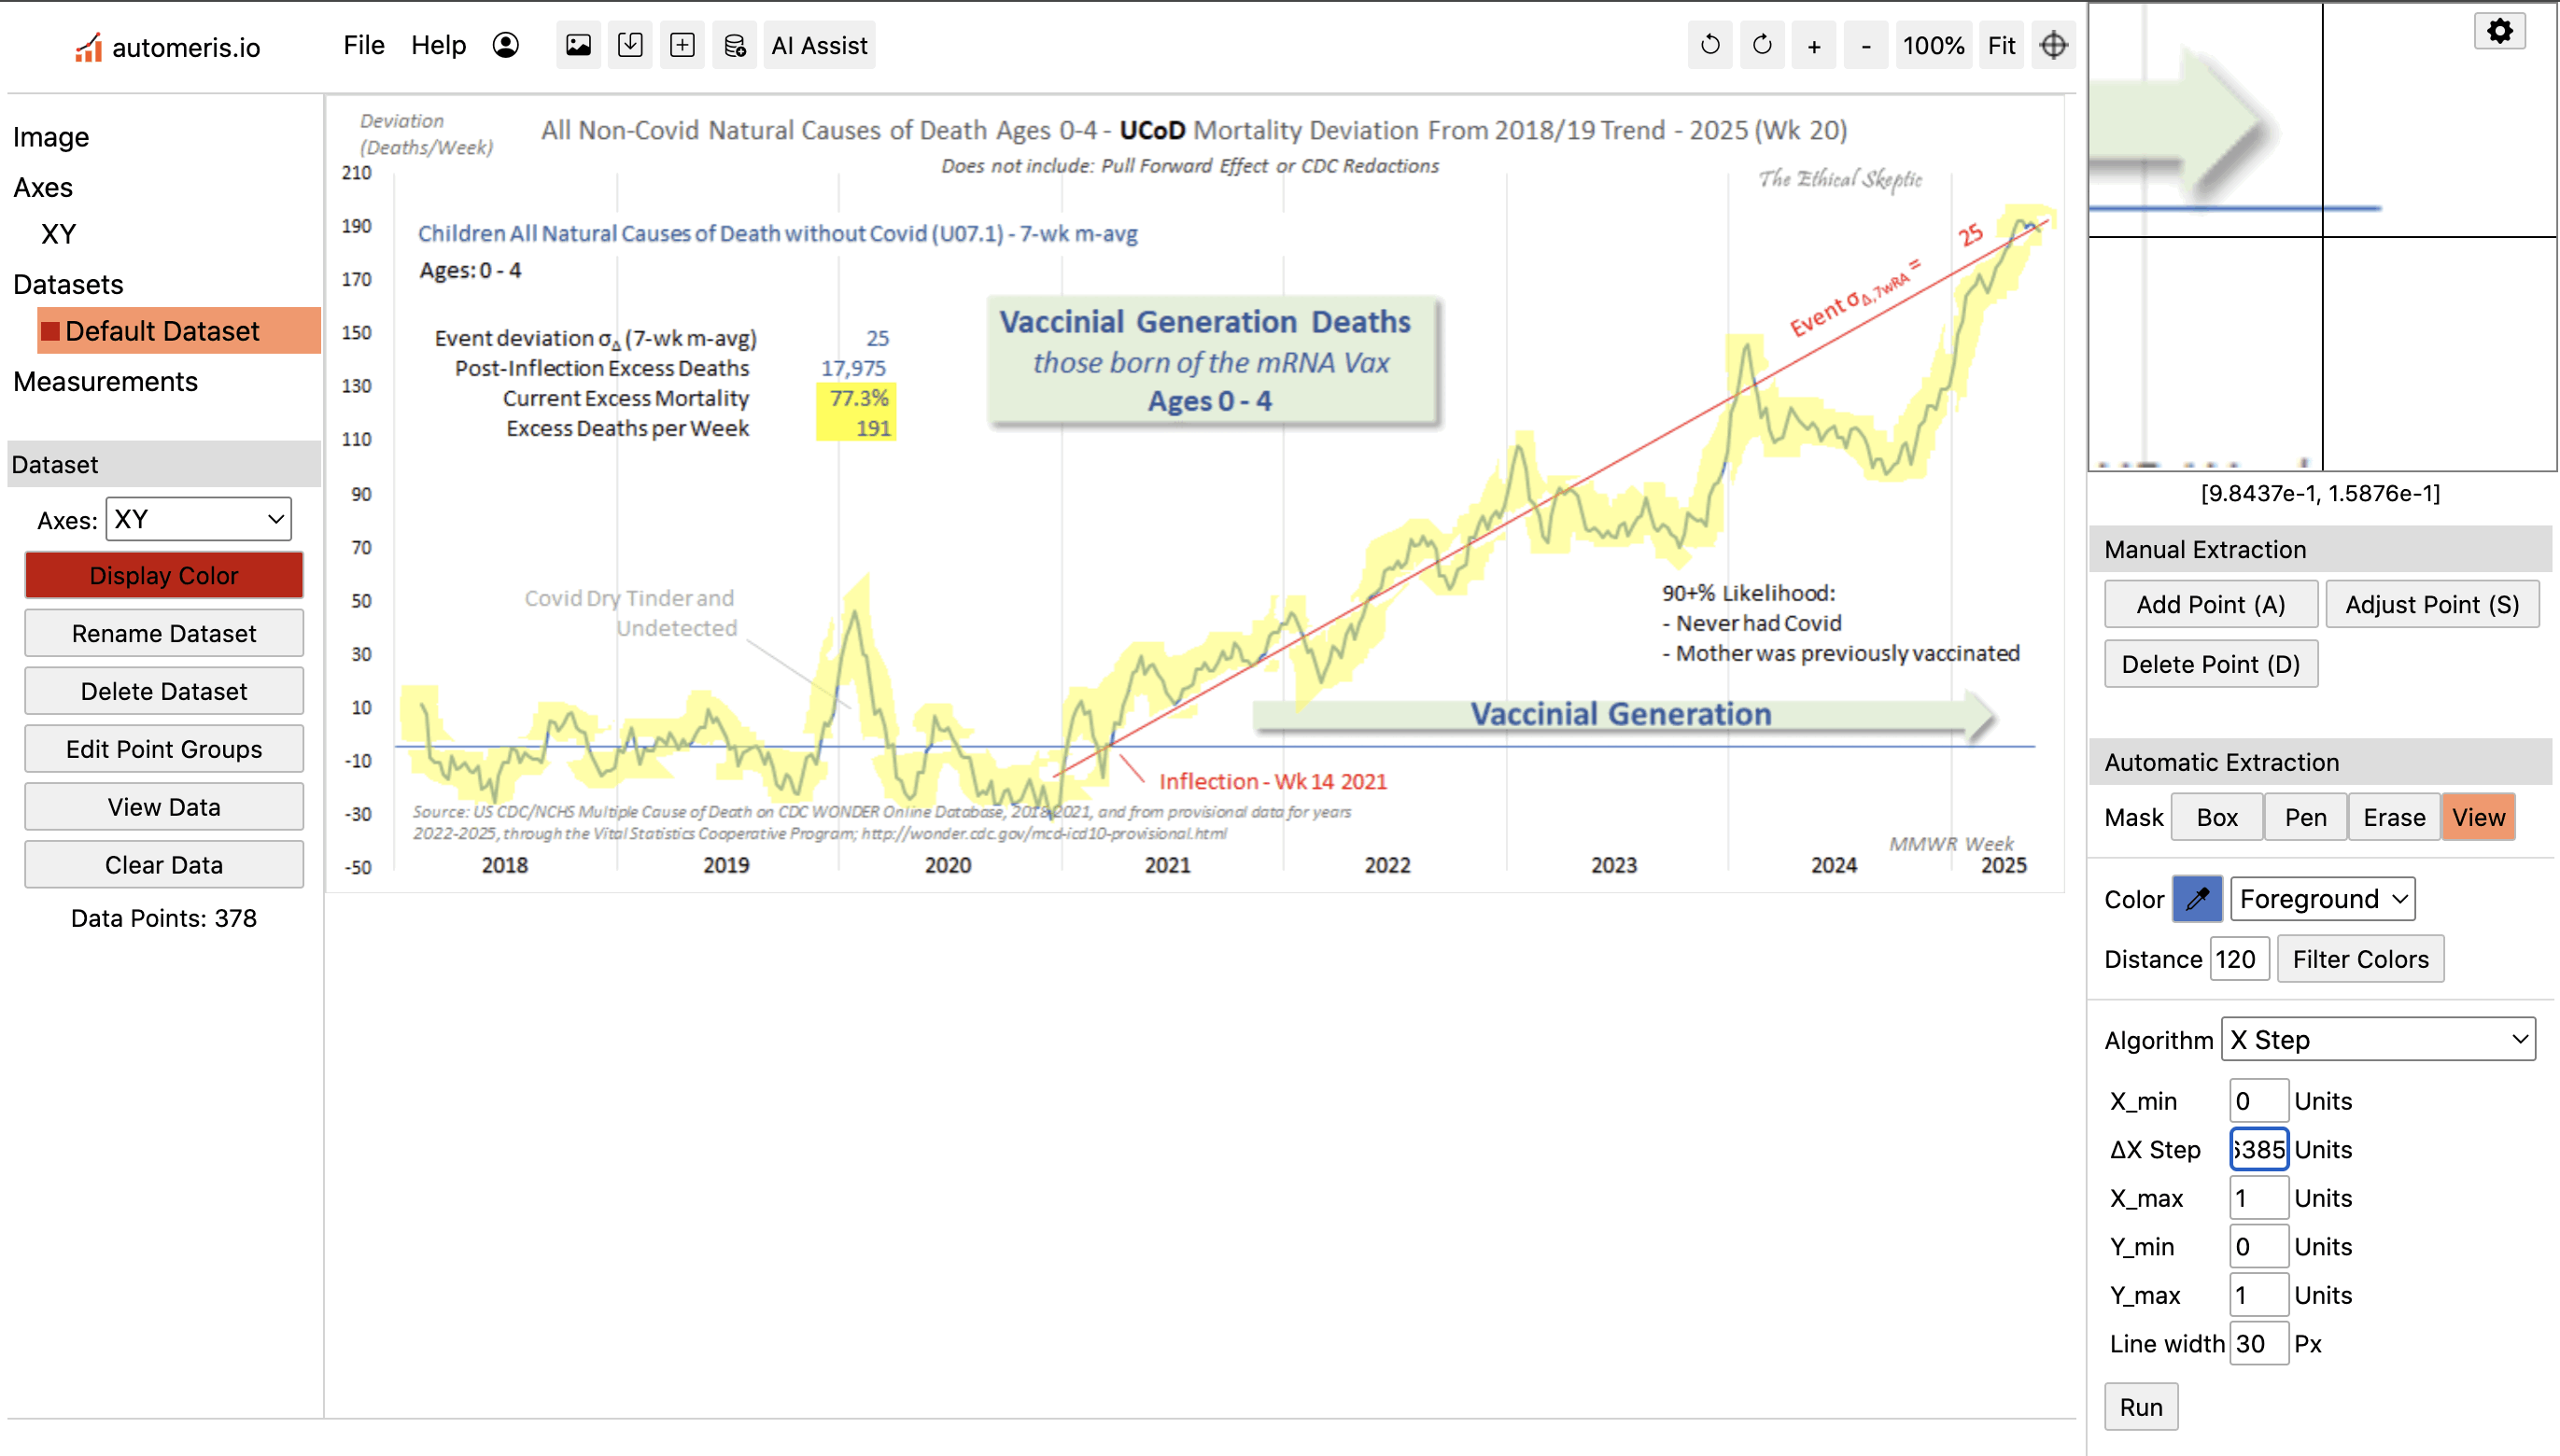 automeris.io
File Help AI Assist
+ - 100% Fit
Image
Axes
XY
Datasets
Default Dataset
Measurements
Dataset
Axes: XY
Display Color
Rename Dataset
Delete Dataset
Edit Point Groups
View Data
Clear Data
Data Points: 378
Deviation
(Deaths/Week)
All Non-Covid Natural Causes of Death Ages 0-4 - UCoD Mortality Deviation From 2018/19 Trend - 2025 (Wk 20)
Does not include: Pull Forward Effect or CDC Redactions
The Ethical Skeptic
210
190
170
150
130
110
90
70
50
30
10
-10
-30
-50
Children All Natural Causes of Death without Covid (U07.1) - 7-wk m-avg
Ages: 0 - 4
Event deviation σΔ (7-wk m-avg) 25
Post-Inflection Excess Deaths 17,975
Current Excess Mortality 77.3%
Excess Deaths per Week 191
Vaccinial Generation Deaths
those born of the mRNA Vax
Ages 0 - 4
Event σΔ,7wRA = 25
Covid Dry Tinder and
Undetected
90+% Likelihood:
- Never had Covid
- Mother was previously vaccinated
Vaccinial Generation
Inflection - Wk 14 2021
Source: US CDC/NCHS Multiple Cause of Death on CDC WONDER Online Database, 2018-2021, and from provisional data for years
2022-2025, through the Vital Statistics Cooperative Program; http://wonder.cdc.gov/mcd-icd10-provisional.html
MMWR Week
2018 2019 2020 2021 2022 2023 2024 2025
[9.8437e-1, 1.5876e-1]
Manual Extraction
Add Point (A) Adjust Point (S)
Delete Point (D)
Automatic Extraction
Mask Box Pen Erase View
Color Foreground
Distance 120 Filter Colors
Algorithm X Step
X_min 0 Units
ΔX Step 385 Units
X_max 1 Units
Y_min 0 Units
Y_max 1 Units
Line width 30 Px
Run